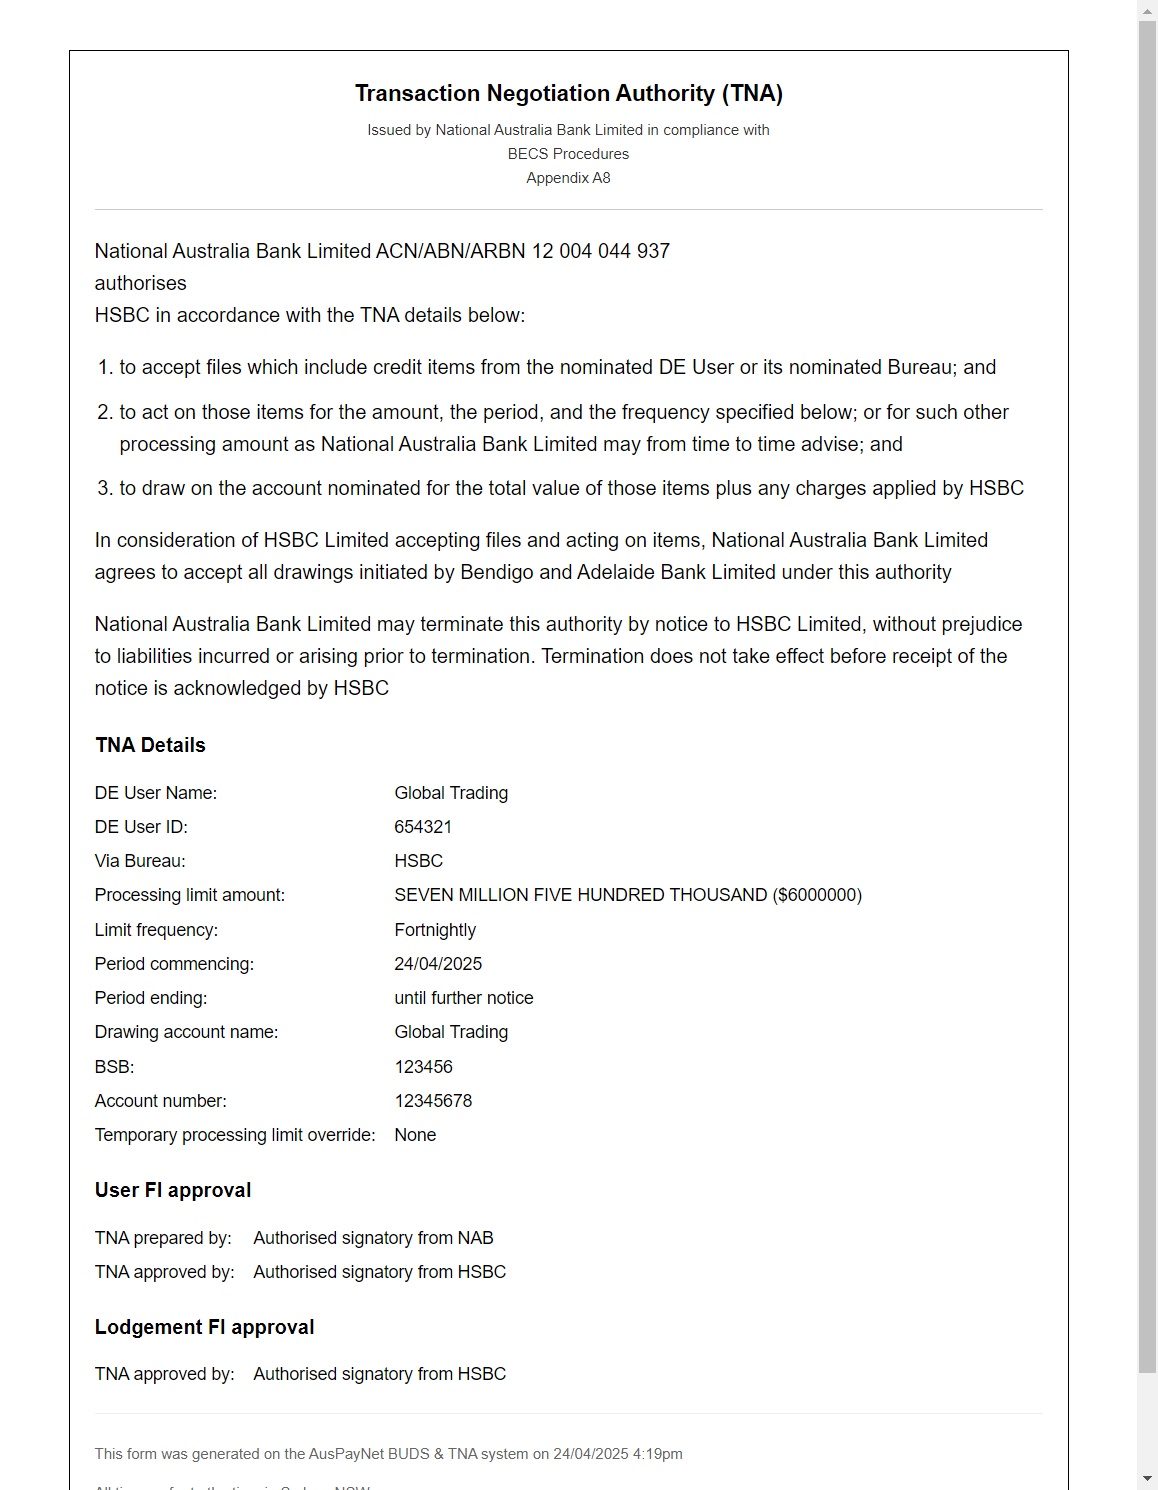 Transaction Negotiation Authority (TNA)
Issued by National Australia Bank Limited in compliance with
BECS Procedures
Appendix A8
National Australia Bank Limited ACN/ABN/ARBN 12 004 044 937
authorises
HSBC in accordance with the TNA details below:
1. to accept files which include credit items from the nominated DE User or its nominated Bureau; and
2. to act on those items for the amount, the period, and the frequency specified below; or for such other
processing amount as National Australia Bank Limited may from time to time advise; and
3. to draw on the account nominated for the total value of those items plus any charges applied by HSBC
In consideration of HSBC Limited accepting files and acting on items, National Australia Bank Limited
agrees to accept all drawings initiated by Bendigo and Adelaide Bank Limited under this authority
National Australia Bank Limited may terminate this authority by notice to HSBC Limited, without prejudice
to liabilities incurred or arising prior to termination. Termination does not take effect before receipt of the
notice is acknowledged by HSBC
TNA Details
DE User Name: Global Trading
DE User ID: 654321
Via Bureau: HSBC
Processing limit amount: SEVEN MILLION FIVE HUNDRED THOUSAND ($6000000)
Limit frequency: Fortnightly
Period commencing: 24/04/2025
Period ending: until further notice
Drawing account name: Global Trading
BSB: 123456
Account number: 12345678
Temporary processing limit override: None
User FI approval
TNA prepared by: Authorised signatory from NAB
TNA approved by: Authorised signatory from HSBC
Lodgement FI approval
TNA approved by: Authorised signatory from HSBC
This form was generated on the AusPayNet BUDS & TNA system on 24/04/2025 4:19pm